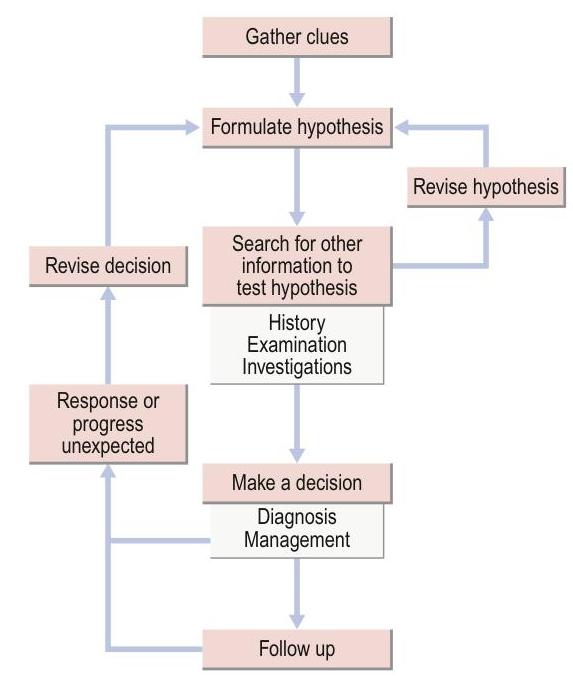 Gather clues
Formulate hypothesis
Revise hypothesis
Search for other
information to
test hypothesis
Revise decision
History
Examination
Investigations
Response or
progress
unexpected
Make a decision
Diagnosis
Management
Follow up